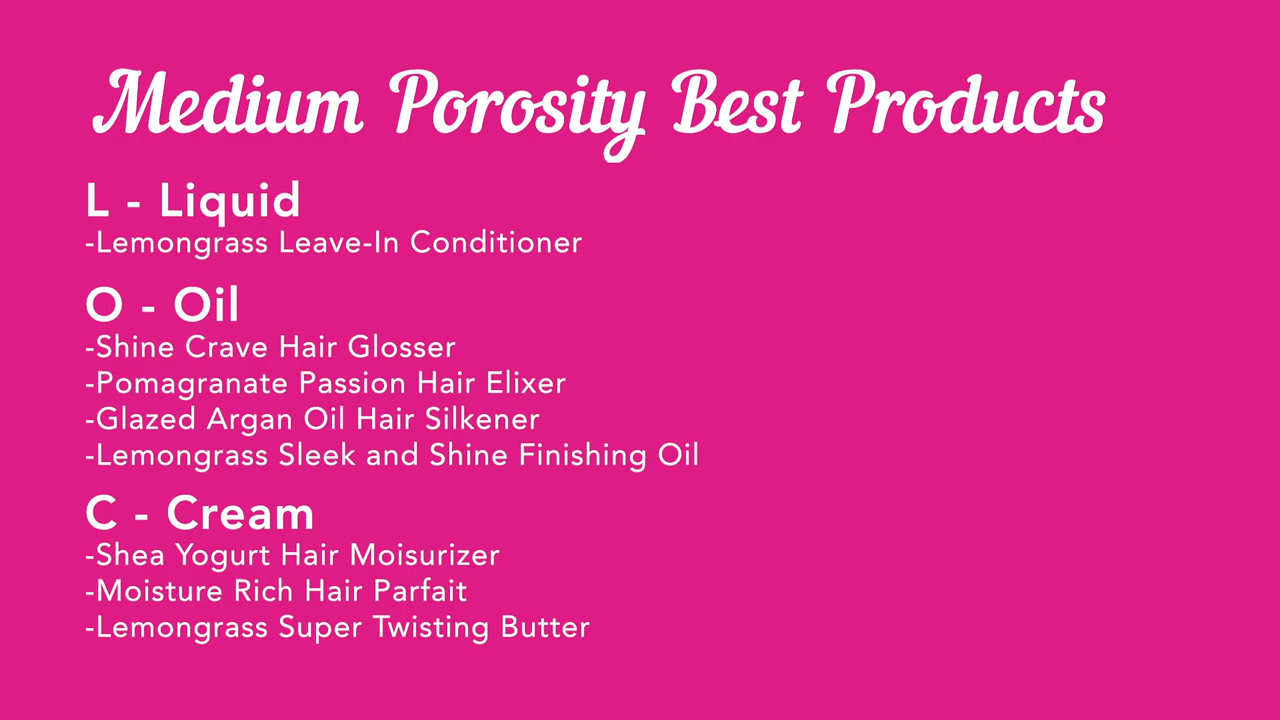 Medium Porosity Best Products
L - Liquid
-Lemongrass Leave-In Conditioner
O - Oil
-Shine Crave Hair Glosser
-Pomagranate Passion Hair Elixer
-Glazed Argan Oil Hair Silkener
-Lemongrass Sleek and Shine Finishing Oil
C - Cream
-Shea Yogurt Hair Moisurizer
-Moisture Rich Hair Parfait
-Lemongrass Super Twisting Butter